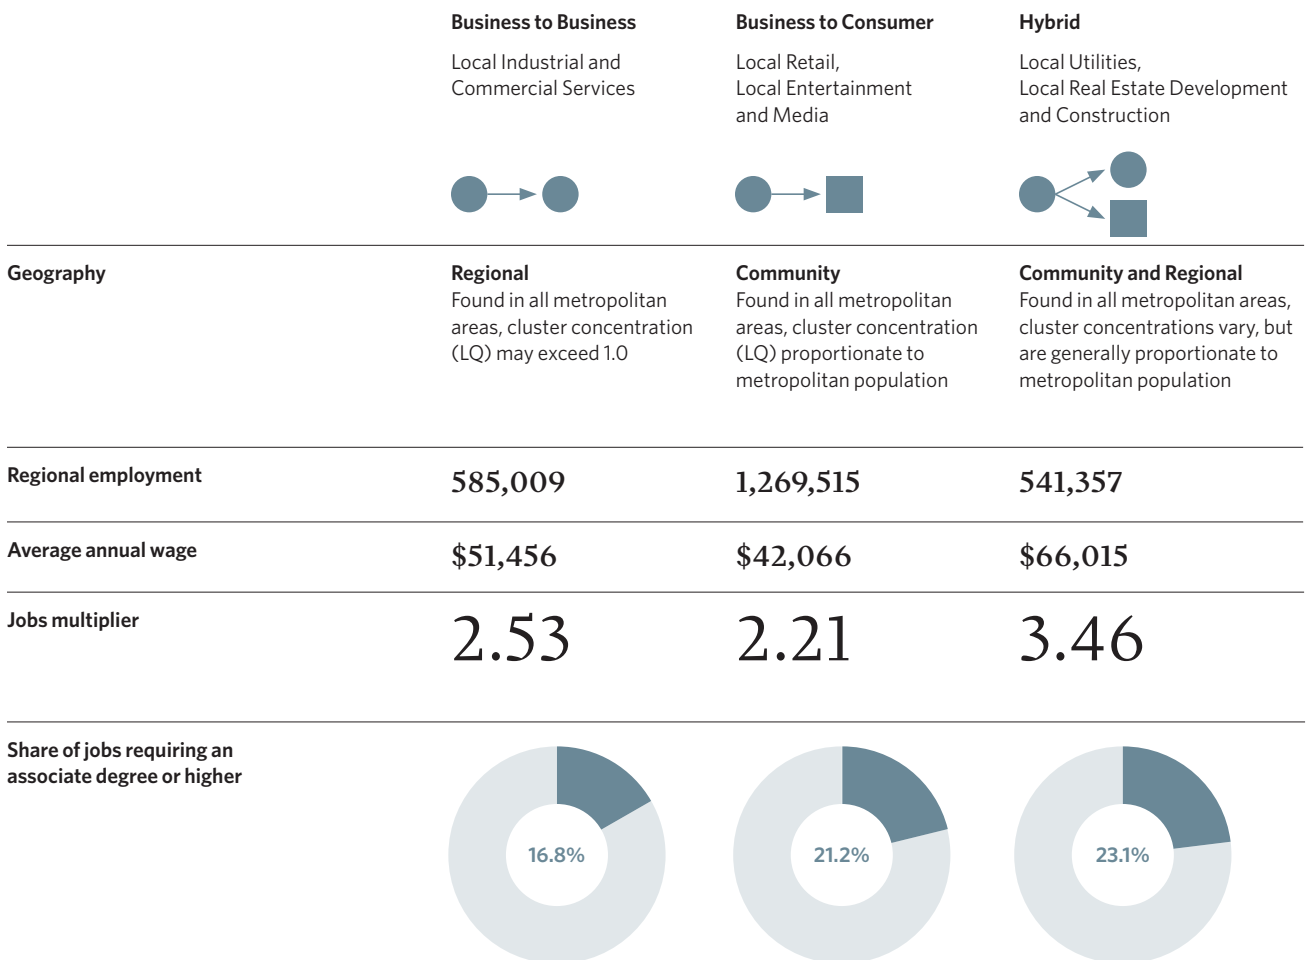 Business to Business
Local Industrial and
Commercial Services
Business to Consumer
Local Retail,
Local Entertainment
and Media
Hybrid
Local Utilities,
Local Real Estate Development
and Construction
Geography
Regional
Found in all metropolitan
areas, cluster concentration
(LQ) may exceed 1.0
Community
Found in all metropolitan
areas, cluster concentration
(LQ) proportionate to
metropolitan population
Community and Regional
Found in all metropolitan areas,
cluster concentrations vary, but
are generally proportionate to
metropolitan population
Regional employment
585,009
1,269,515
541,357
Average annual wage
$51,456
$42,066
$66,015
Jobs multiplier
2.53
2.21
3.46
Share of jobs requiring an
associate degree or higher
16.8%
21.2%
23.1%